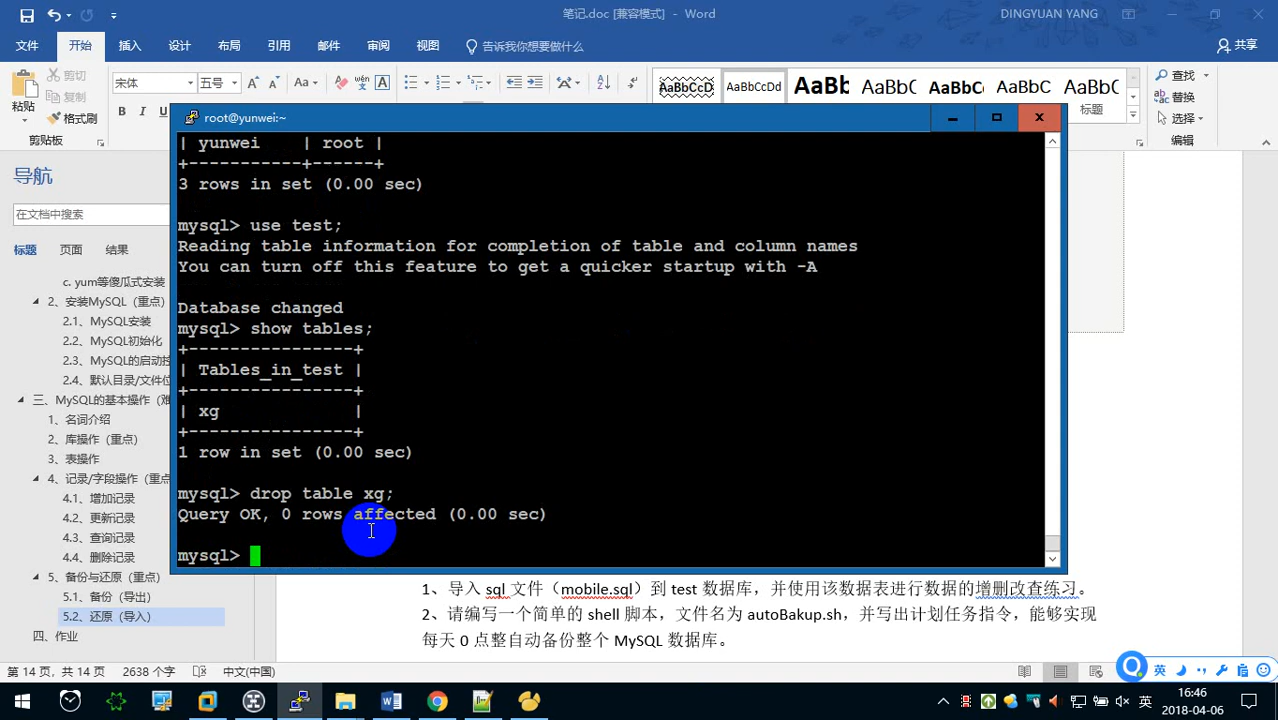 笔记.doc [兼容模式] - Word
DINGYUAN YANG
文件
开始
插入
设计
布局
引用
邮件
审阅
视图
告诉我你想要做什么
共享
粘贴
剪切
复制
格式刷
剪贴板
宋体
五号
B I U
AaBbCcD
AaBbCcDd
AaBb
AaBbC
AaBbC
AaBbC
AaBbC
标题
查找
替换
选择
编辑
导航
在文档中搜索
标题 页面 结果
c. yum等傻瓜式安装
2、安装MySQL（重点）
2.1、MySQL安装
2.2、MySQL初始化
2.3、MySQL的启动控
2.4、默认目录/文件位
三、MySQL的基本操作（难
1、名词介绍
2、库操作（重点）
3、表操作
4、记录/字段操作（重点）
4.1、增加记录
4.2、更新记录
4.3、查询记录
4.4、删除记录
5、备份与还原（重点）
5.1、备份（导出）
5.2、还原（导入）
四、作业
root@yunwei:~
| yunwei    | root |
+-----------+------+
3 rows in set (0.00 sec)
mysql> use test;
Reading table information for completion of table and column names
You can turn off this feature to get a quicker startup with -A
Database changed
mysql> show tables;
+----------------+
| Tables_in_test |
+----------------+
| xg             |
+----------------+
1 row in set (0.00 sec)
mysql> drop table xg;
Query OK, 0 rows affected (0.00 sec)
mysql>
1、导入 sql 文件（mobile.sql）到 test 数据库，并使用该数据表进行数据的增删改查练习。
2、请编写一个简单的 shell 脚本，文件名为 autoBakup.sh，并写出计划任务指令，能够实现
每天 0 点整自动备份整个 MySQL 数据库。
第 14 页，共 14 页
2638 个字
中文(中国)
英
英
16:46
2018-04-06